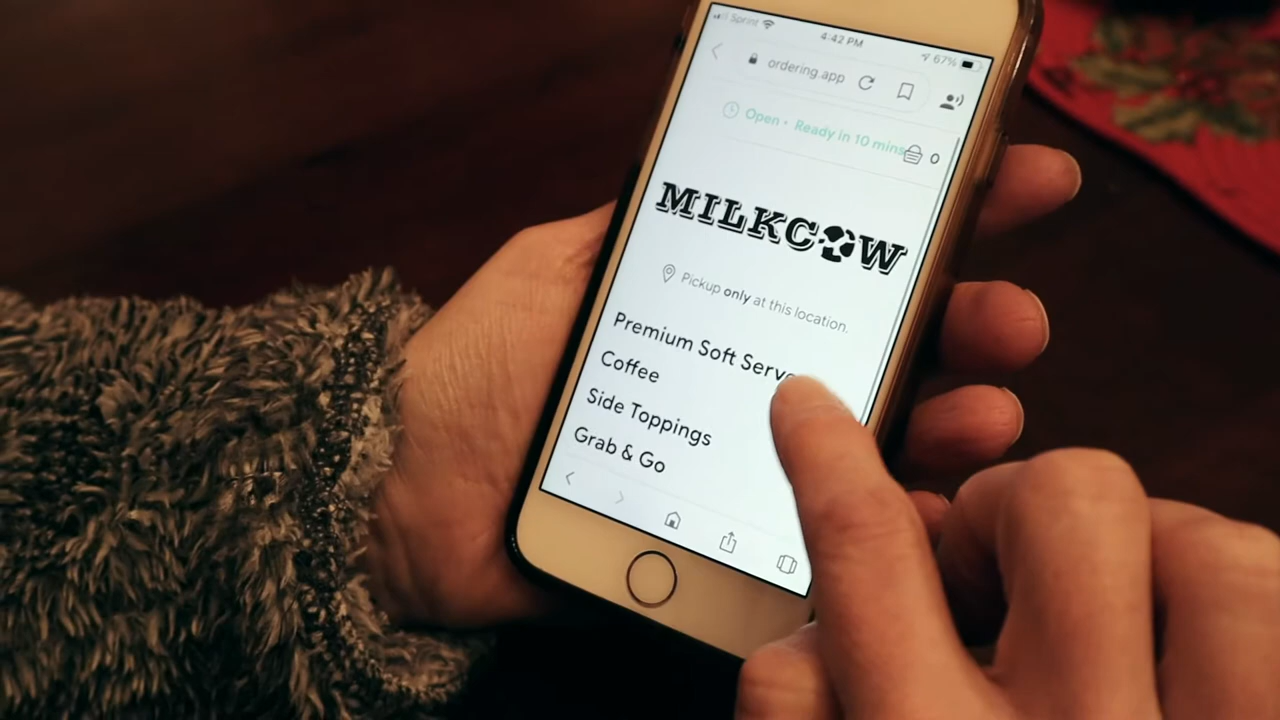 Sprint 4:42 PM 67%
ordering.app
Open • Ready in 10 mins 0
MILKCOW
Pickup only at this location.
Premium Soft Serve
Coffee
Side Toppings
Grab & Go